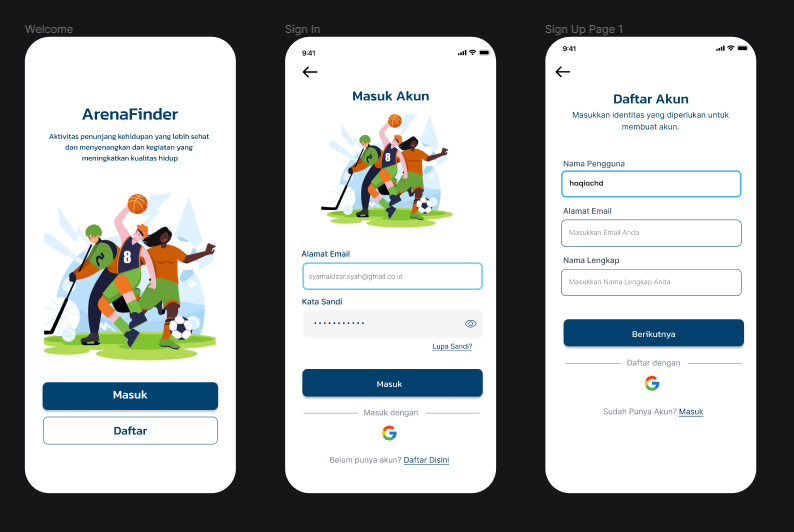 Welcome
ArenaFinder
Aktivitas penunjang kehidupan yang lebih sehat
dan menyenangkan dan kegiatan yang
meningkatkan kualitas hidup
8
Masuk
Daftar
Sign In
9:41
Masuk Akun
8
Alamat Email
syamaidzar.syah@gmail.co.id
Kata Sandi
Lupa Sandi?
Masuk
Masuk dengan
Belum punya akun? Daftar Disini
Sign Up Page 1
9:41
Daftar Akun
Masukkan identitas yang diperlukan untuk
membuat akun.
Nama Pengguna
haqiachd
Alamat Email
Masukkan Email Anda
Nama Lengkap
Masukkan Nama Lengkap Anda
Berikutnya
Daftar dengan
Sudah Punya Akun? Masuk